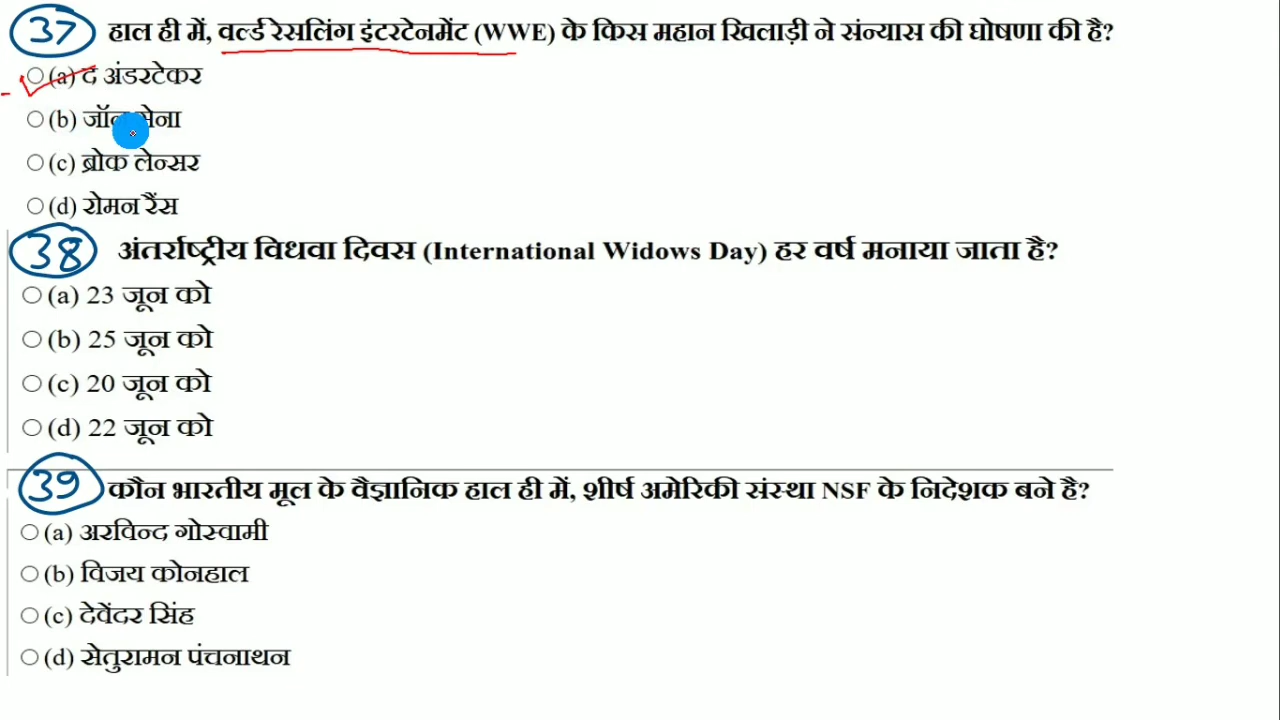 37 हाल ही में, वर्ल्ड रेसलिंग इंटरटेनमेंट (WWE) के किस महान खिलाड़ी ने संन्यास की घोषणा की है?
(a) द अंडरटेकर
(b) जॉन सेना
(c) ब्रोक लेन्सर
(d) रोमन रैंस
38 अंतर्राष्ट्रीय विधवा दिवस (International Widows Day) हर वर्ष मनाया जाता है?
(a) 23 जून को
(b) 25 जून को
(c) 20 जून को
(d) 22 जून को
39 कौन भारतीय मूल के वैज्ञानिक हाल ही में, शीर्ष अमेरिकी संस्था NSF के निदेशक बने है?
(a) अरविन्द गोस्वामी
(b) विजय कोनहाल
(c) देवेंदर सिंह
(d) सेतुरामन पंचनाथन